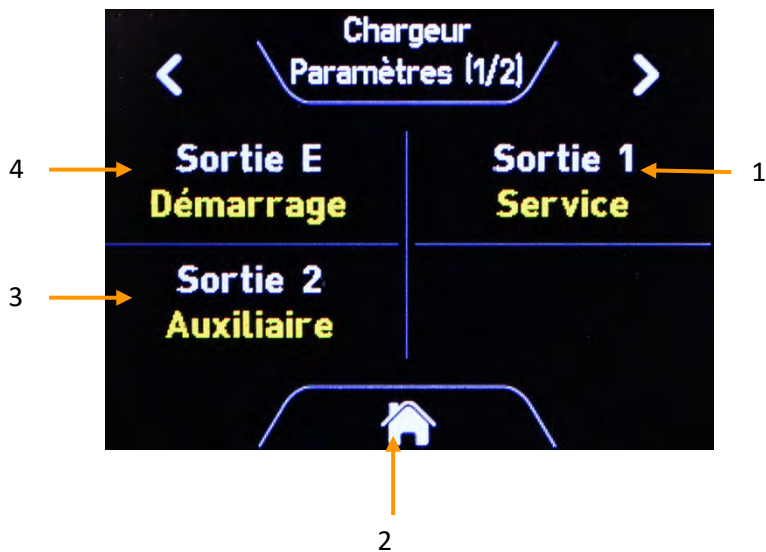 Chargeur
Paramètres (1/2)
4
Sortie E
Démarrage
Sortie 1
Service
1
3
Sortie 2
Auxiliaire
2